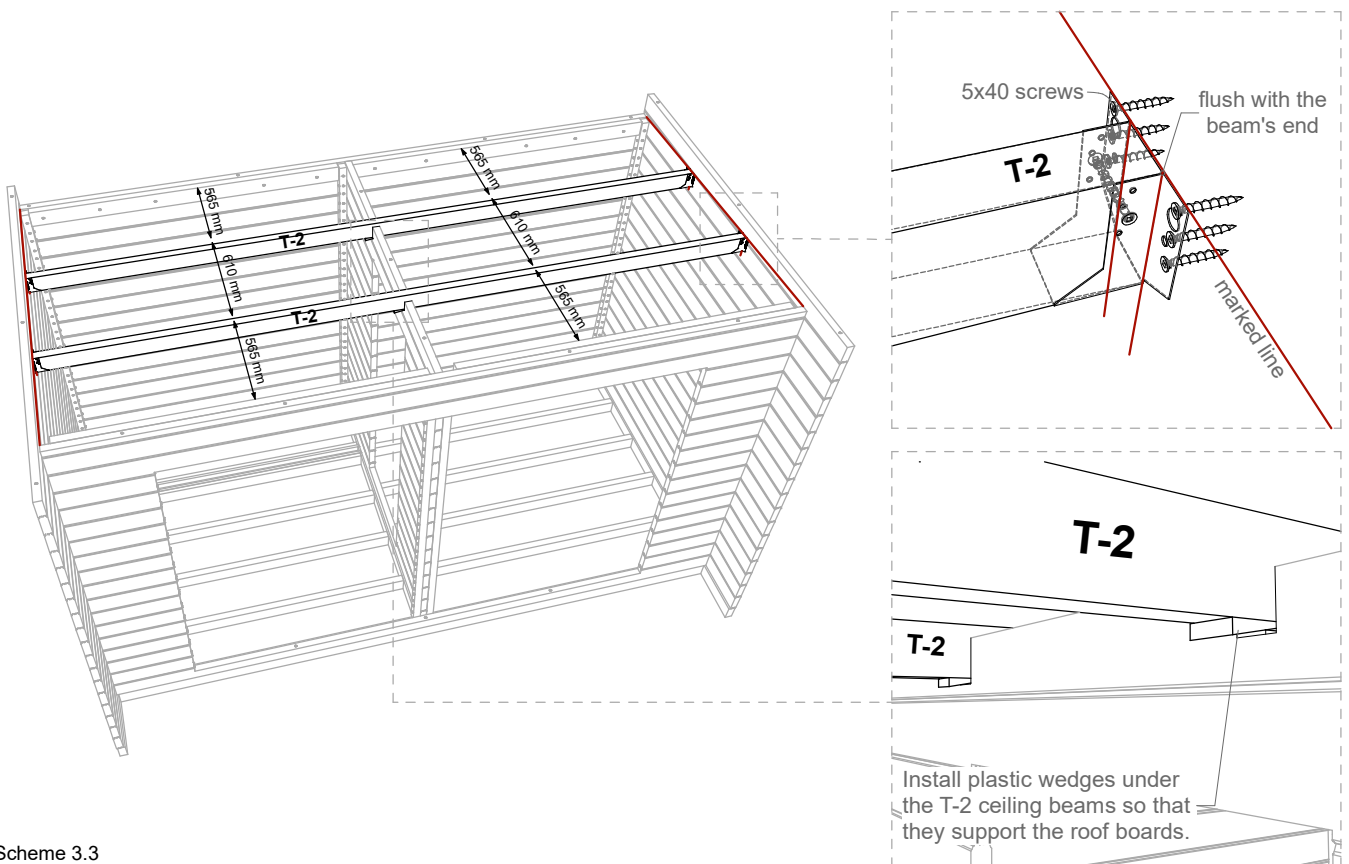 565 mm
565 mm
T-2
610 mm
610 mm
T-2
565 mm
565 mm
5x40 screws
flush with the
beam's end
T-2
marked line
T-2
T-2
Install plastic wedges under
the T-2 ceiling beams so that
they support the roof boards.
Scheme 3.3